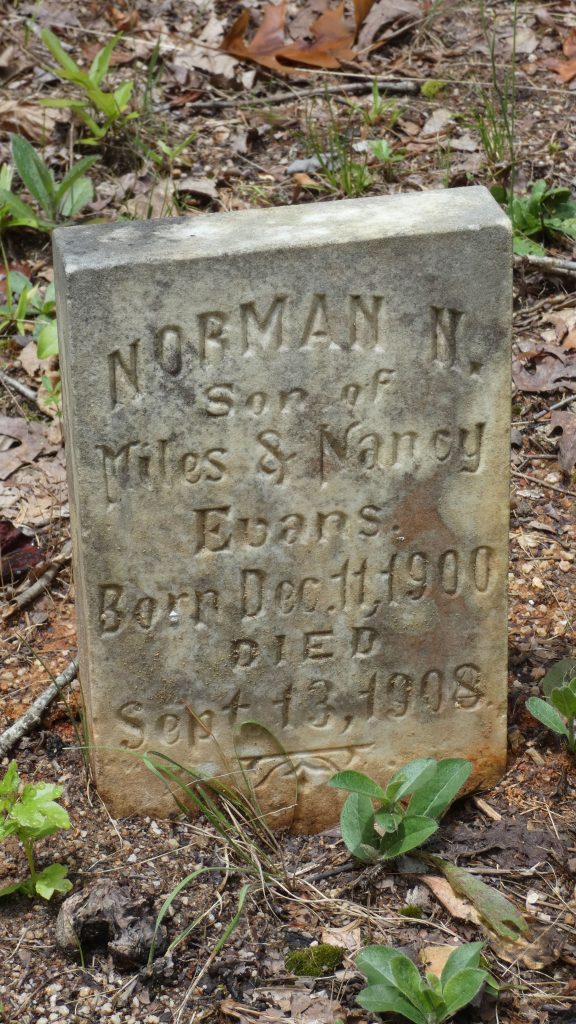 NORMAN N.
Son of
Miles & Nancy
Evans.
Born Dec. 11, 1900
DIED
Sept 13, 1908.